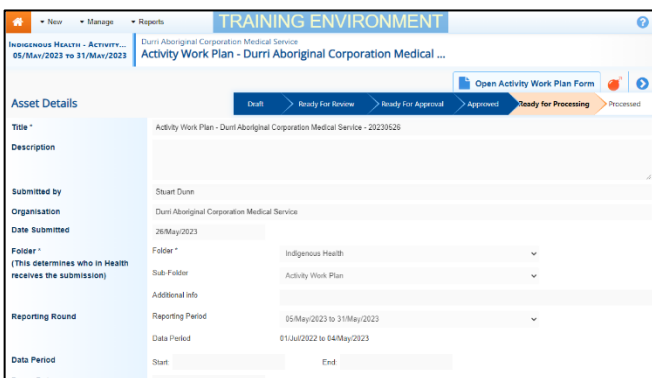 New Manage Reports TRAINING ENVIRONMENT ?
Indigenous Health - Activity... Durri Aboriginal Corporation Medical Service
05/May/2023 to 31/May/2023 Activity Work Plan - Durri Aboriginal Corporation Medical ...
Open Activity Work Plan Form
Asset Details Draft Ready For Review Ready For Approval Approved Ready for Processing Processed
Title * Activity Work Plan - Durri Aboriginal Corporation Medical Service - 20230526
Description
Submitted by Stuart Dunn
Organisation Durri Aboriginal Corporation Medical Service
Date Submitted 26/May/2023
Folder * Folder * Indigenous Health
(This determines who in Health
receives the submission) Sub-Folder Activity Work Plan
Additional Info
Reporting Round Reporting Period 05/May/2023 to 31/May/2023
Data Period 01/Jul/2022 to 04/May/2023
Data Period Start: End: